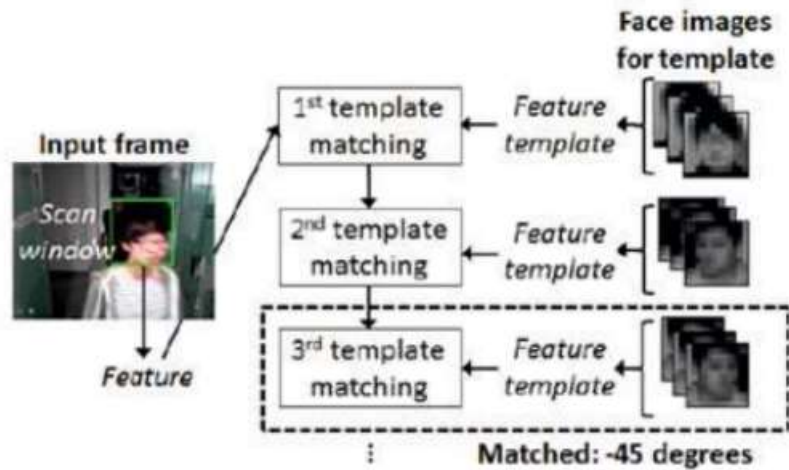 Face images
for template
Input frame
Scan
window
Feature
1st template
matching
Feature
template
2nd template
matching
Feature
template
3rd template
matching
Feature
template
⋮
Matched: -45 degrees